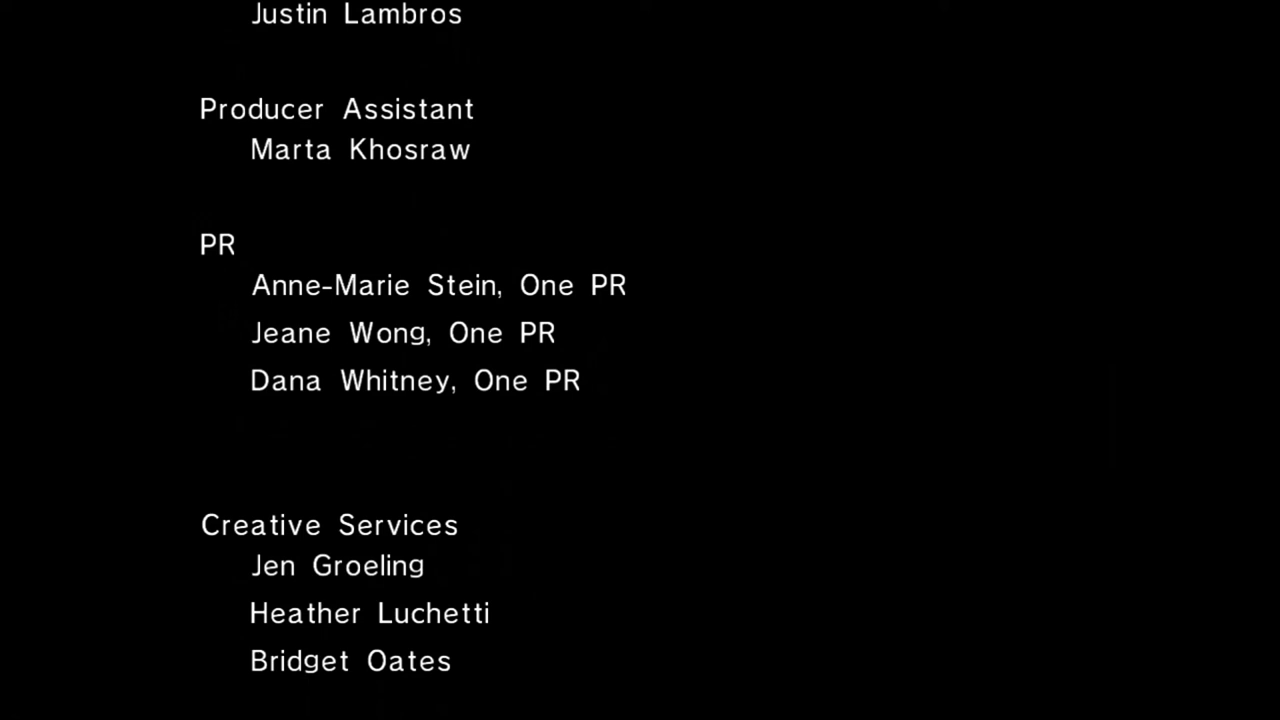 Justin Lambros
Producer Assistant
Marta Khosraw
PR
Anne-Marie Stein, One PR
Jeane Wong, One PR
Dana Whitney, One PR
Creative Services
Jen Groeling
Heather Luchetti
Bridget Oates